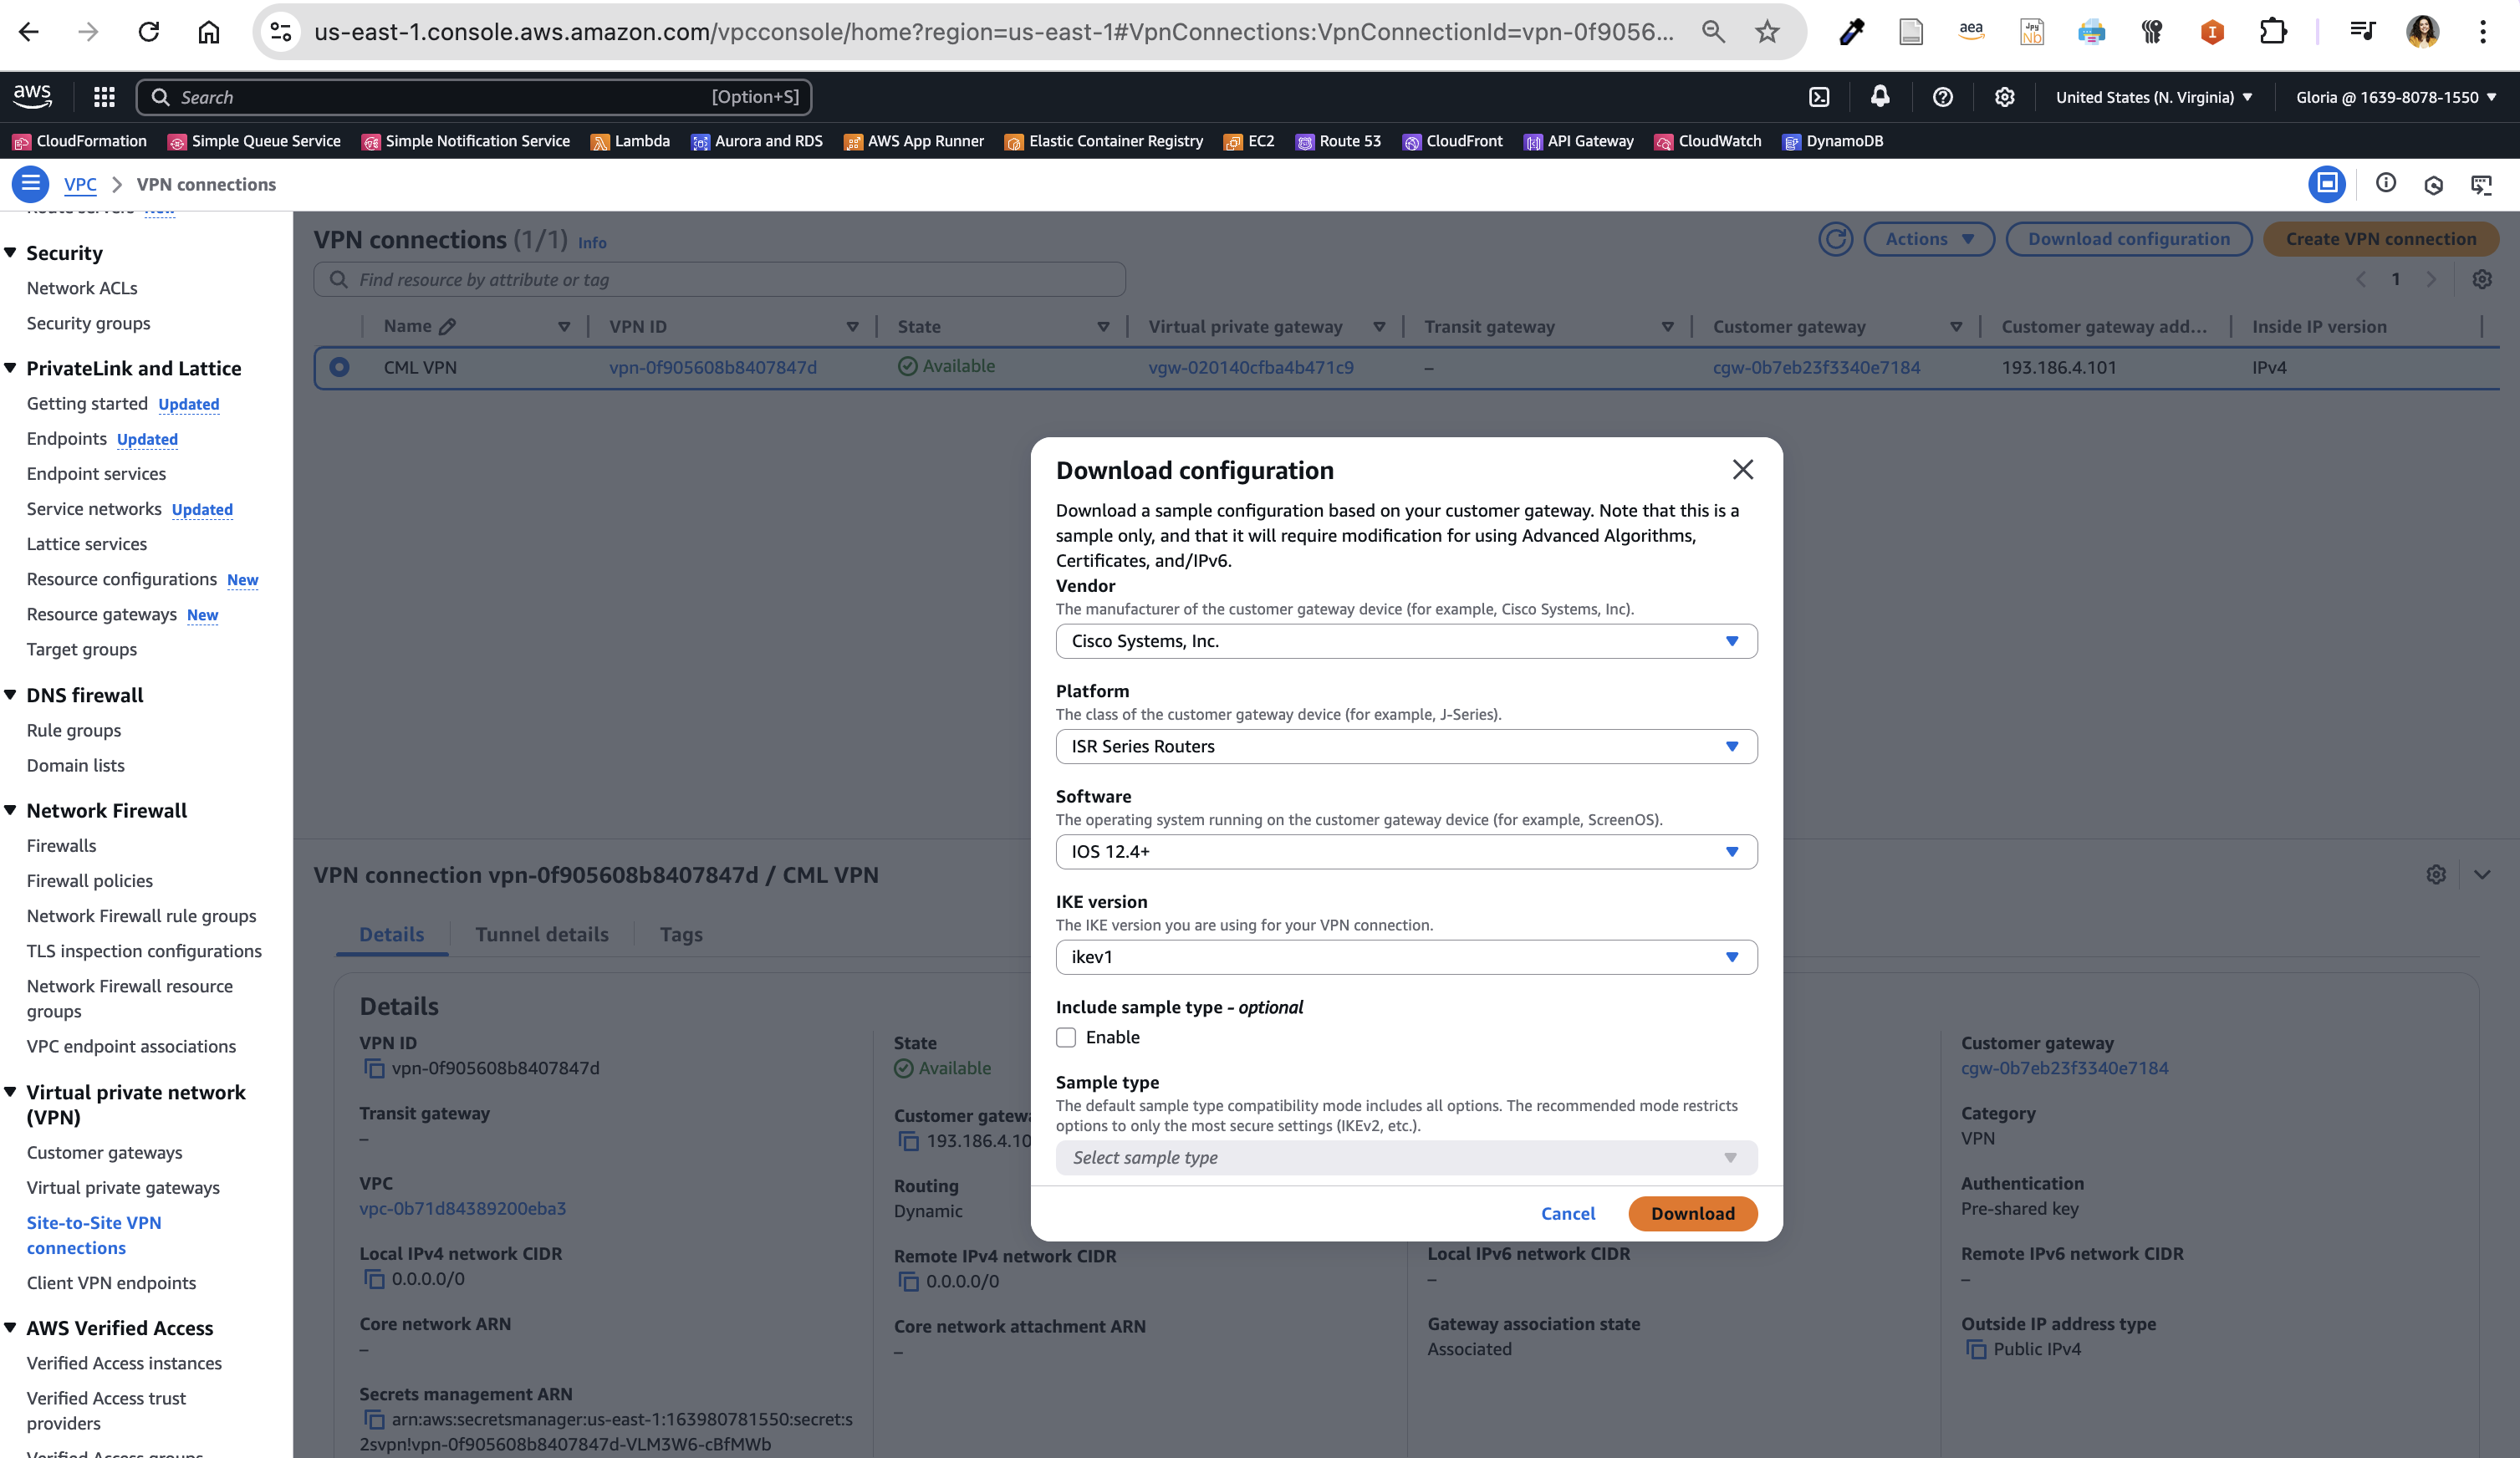 us-east-1.console.aws.amazon.com/vpcconsole/home?region=us-east-1#VpnConnections:VpnConnectionId=vpn-0f9056...
aea
Jpy
Nb
aws
Search
[Option+S]
United States (N. Virginia)
Gloria @ 1639-8078-1550
CloudFormation
Simple Queue Service
Simple Notification Service
Lambda
Aurora and RDS
AWS App Runner
Elastic Container Registry
EC2
Route 53
CloudFront
API Gateway
CloudWatch
DynamoDB
VPC
VPN connections
Security
Network ACLs
Security groups
PrivateLink and Lattice
Getting started Updated
Endpoints Updated
Endpoint services
Service networks Updated
Lattice services
Resource configurations New
Resource gateways New
Target groups
DNS firewall
Rule groups
Domain lists
Network Firewall
Firewalls
Firewall policies
Network Firewall rule groups
TLS inspection configurations
Network Firewall resource
groups
VPC endpoint associations
Virtual private network
(VPN)
Customer gateways
Virtual private gateways
Site-to-Site VPN
connections
Client VPN endpoints
AWS Verified Access
Verified Access instances
Verified Access trust
providers
VPN connections (1/1) Info
Actions
Download configuration
Create VPN connection
Find resource by attribute or tag
1
Name
VPN ID
State
Virtual private gateway
Transit gateway
Customer gateway
Customer gateway add...
Inside IP version
CML VPN
vpn-0f905608b8407847d
Available
vgw-020140cfba4b471c9
–
cgw-0b7eb23f3340e7184
193.186.4.101
IPv4
Download configuration
Download a sample configuration based on your customer gateway. Note that this is a
sample only, and that it will require modification for using Advanced Algorithms,
Certificates, and/IPv6.
Vendor
The manufacturer of the customer gateway device (for example, Cisco Systems, Inc).
Cisco Systems, Inc.
Platform
The class of the customer gateway device (for example, J-Series).
ISR Series Routers
Software
The operating system running on the customer gateway device (for example, ScreenOS).
IOS 12.4+
IKE version
The IKE version you are using for your VPN connection.
ikev1
Include sample type - optional
Enable
Sample type
The default sample type compatibility mode includes all options. The recommended mode restricts
options to only the most secure settings (IKEv2, etc.).
Select sample type
Cancel
Download
VPN connection vpn-0f905608b8407847d / CML VPN
Details
Tunnel details
Tags
Details
VPN ID
vpn-0f905608b8407847d
Transit gateway
–
VPC
vpc-0b71d84389200eba3
Local IPv4 network CIDR
0.0.0.0/0
Core network ARN
–
Secrets management ARN
arn:aws:secretsmanager:us-east-1:163980781550:secret:s
2svpn!vpn-0f905608b8407847d-VLM3W6-cBfMWb
State
Available
Customer gatewa
193.186.4.10
Routing
Dynamic
Remote IPv4 network CIDR
0.0.0.0/0
Core network attachment ARN
–
Local IPv6 network CIDR
–
Gateway association state
Associated
Customer gateway
cgw-0b7eb23f3340e7184
Category
VPN
Authentication
Pre-shared key
Remote IPv6 network CIDR
–
Outside IP address type
Public IPv4